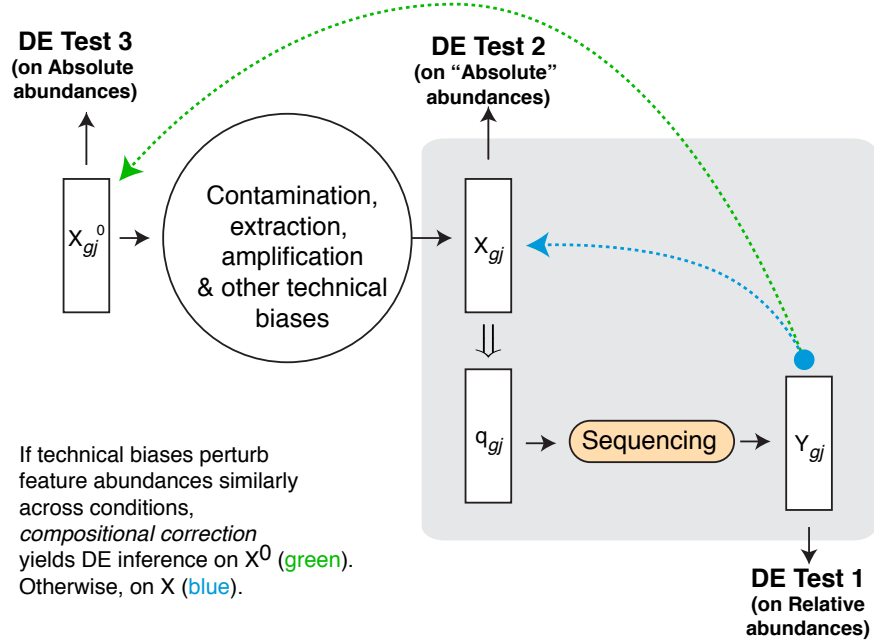 DE Test 3
(on Absolute
abundances)
DE Test 2
(on “Absolute”
abundances)
X_gj^0
Contamination,
extraction,
amplification
& other technical
biases
X_gj
⇓
q_gj
Sequencing
Y_gj
If technical biases perturb
feature abundances similarly
across conditions,
compositional correction
yields DE inference on X^0 (green).
Otherwise, on X (blue).
DE Test 1
(on Relative
abundances)